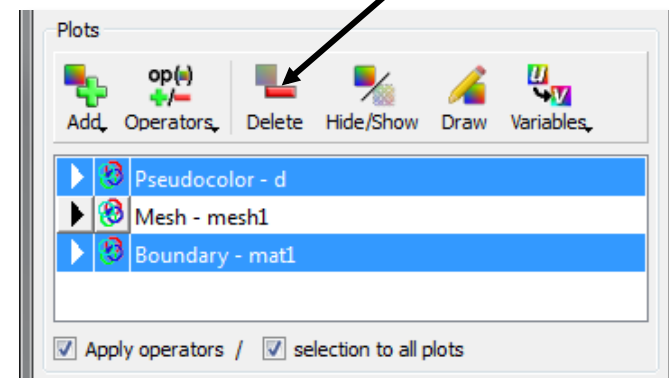 Plots
op(▪)
+/−
Add Operators Delete Hide/Show Draw Variables
Pseudocolor - d
Mesh - mesh1
Boundary - mat1
Apply operators / selection to all plots